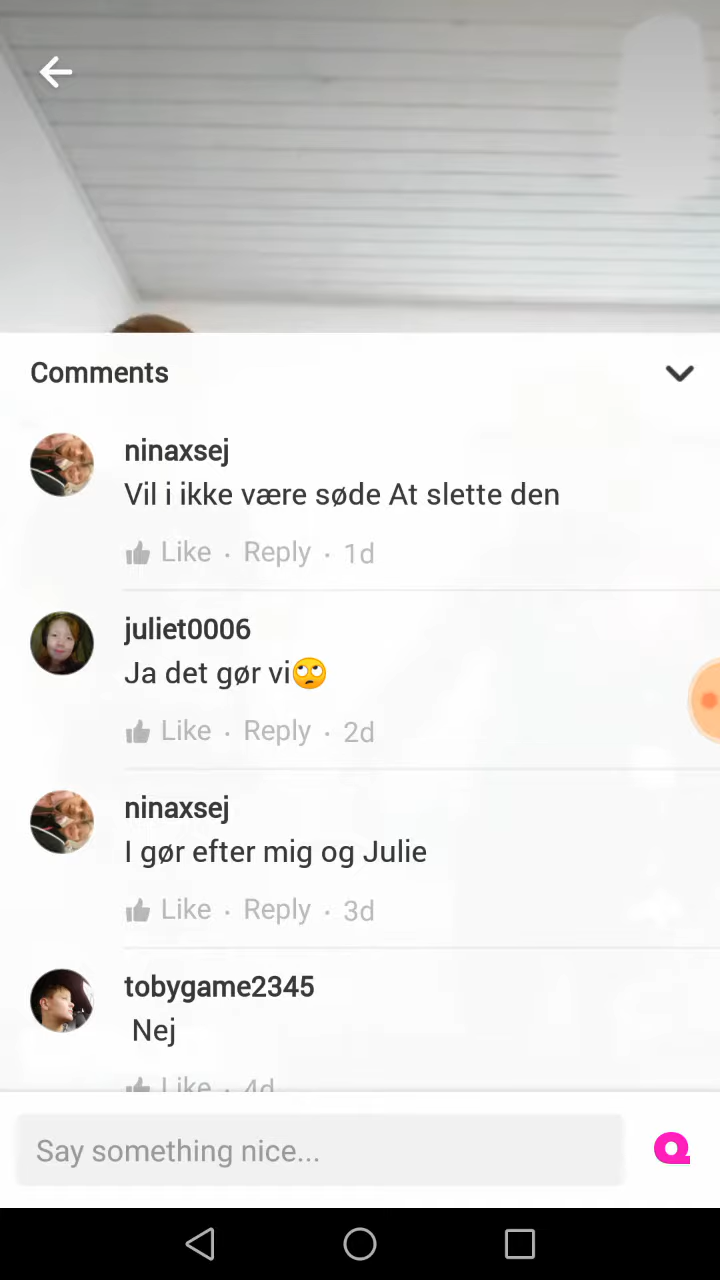 Comments
ninaxsej
Vil i ikke være søde At slette den
Like · Reply · 1d
juliet0006
Ja det gør vi🙄
Like · Reply · 2d
ninaxsej
I gør efter mig og Julie
Like · Reply · 3d
tobygame2345
Nej
Like · 4d
Say something nice...